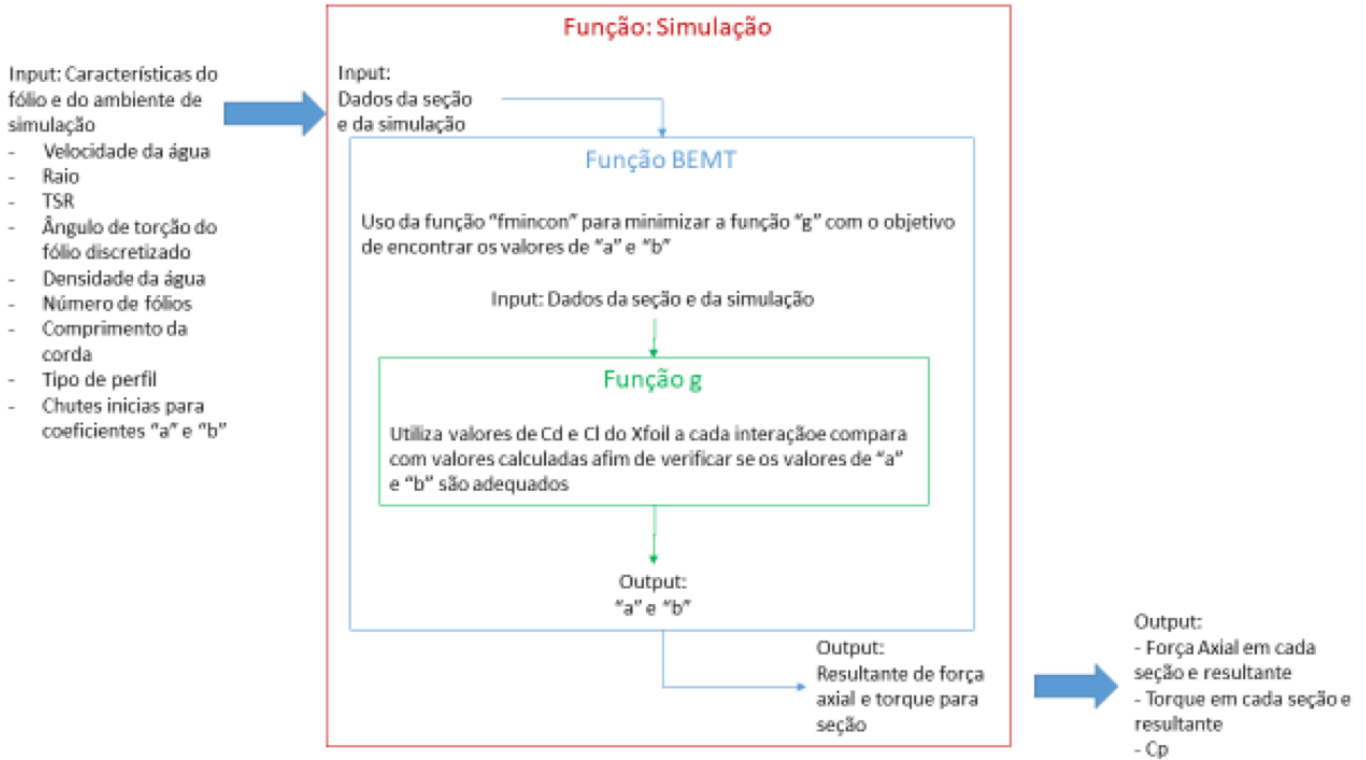 Função: Simulação
Input: Características do
fólio e do ambiente de
simulação
- Velocidade da água
- Raio
- TSR
- Ângulo de torção do
fólio discretizado
- Densidade da água
- Número de fólios
- Comprimento da
corda
- Tipo de perfil
- Chutes inicias para
coeficientes "a" e "b"
Input:
Dados da seção
e da simulação
Função BEMT
Uso da função "fmincon" para minimizar a função "g" com o objetivo
de encontrar os valores de "a" e "b"
Input: Dados da seção e da simulação
Função g
Utiliza valores de Cd e Cl do Xfoil a cada interaçãoe compara
com valores calculadas afim de verificar se os valores de "a"
e "b" são adequados
Output:
"a" e "b"
Output:
Resultante de força
axial e torque para
seção
Output:
- Força Axial em cada
seção e resultante
- Torque em cada seção e
resultante
- Cp